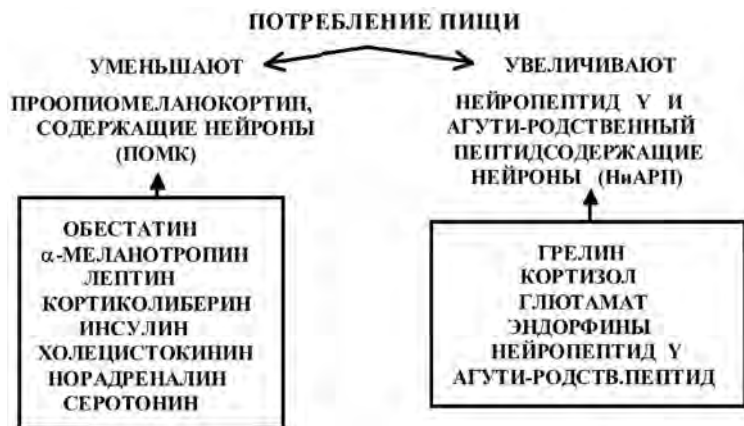 ПОТРЕБЛЕНИЕ ПИЩИ
УМЕНЬШАЮТ
ПРООПИОМЕЛАНОКОРТИН,
СОДЕРЖАЩИЕ НЕЙРОНЫ
(ПОМК)
ОБЕСТАТИН
α-МЕЛАНОТРОПИН
ЛЕПТИН
КОРТИКОЛИБЕРИН
ИНСУЛИН
ХОЛЕЦИСТОКИНИН
НОРАДРЕНАЛИН
СЕРОТОНИН
УВЕЛИЧИВАЮТ
НЕЙРОПЕПТИД Y И
АГУТИ-РОДСТВЕННЫЙ
ПЕПТИДСОДЕРЖАЩИЕ
НЕЙРОНЫ (НиАРП)
ГРЕЛИН
КОРТИЗОЛ
ГЛЮТАМАТ
ЭНДОРФИНЫ
НЕЙРОПЕПТИД Y
АГУТИ-РОДСТВ.ПЕПТИД